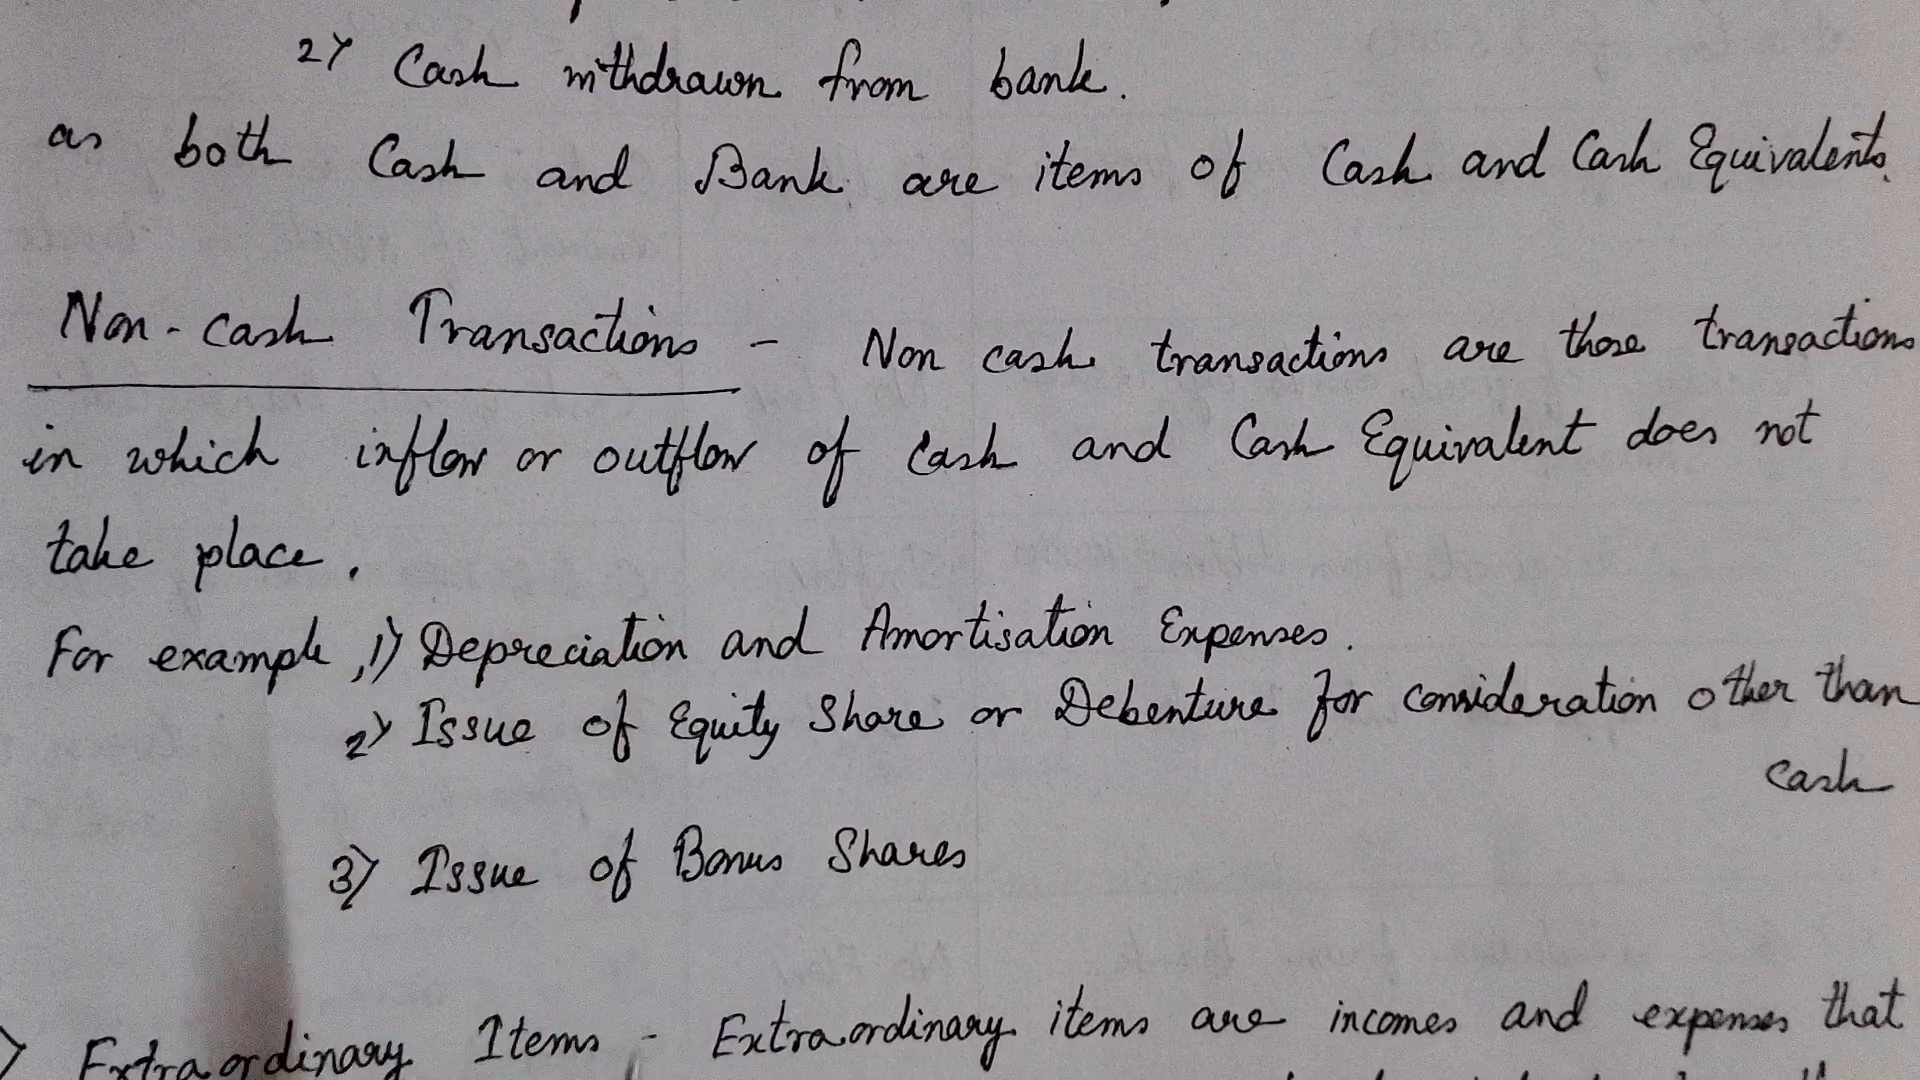 2) Cash withdrawn from bank.
as both Cash and Bank are items of Cash and Cash Equivalents.
Non-cash Transactions - Non cash transactions are those transactions
in which inflow or outflow of Cash and Cash Equivalent does not
take place.
For example, 1) Depreciation and Amortisation Expenses.
2) Issue of Equity Share or Debenture for consideration other than
cash
3) Issue of Bonus Shares
Extraordinary Items - Extraordinary items are incomes and expenses that